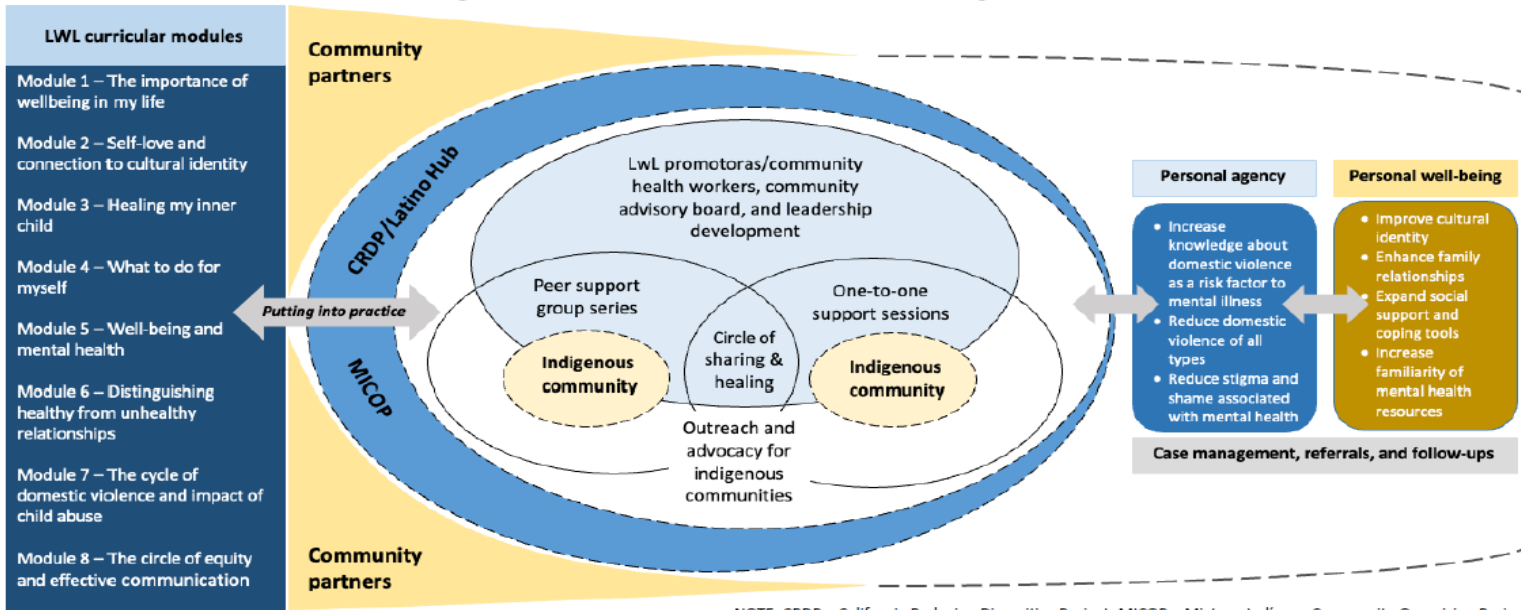 LWL curricular modules
Module 1 – The importance of
wellbeing in my life
Module 2 – Self-love and
connection to cultural identity
Module 3 – Healing my inner
child
Module 4 – What to do for
myself
Module 5 – Well-being and
mental health
Module 6 – Distinguishing
healthy from unhealthy
relationships
Module 7 – The cycle of
domestic violence and impact of
child abuse
Module 8 – The circle of equity
and effective communication
Putting into practice
Community
partners
CRDP/Latino Hub
MICOP
LwL promotoras/community
health workers, community
advisory board, and leadership
development
Peer support
group series
One-to-one
support sessions
Circle of
sharing &
healing
Indigenous
community
Indigenous
community
Outreach and
advocacy for
indigenous
communities
Community
partners
Personal agency
• Increase
knowledge about
domestic violence
as a risk factor to
mental illness
• Reduce domestic
violence of all
types
• Reduce stigma and
shame associated
with mental health
Personal well-being
• Improve cultural
identity
• Enhance family
relationships
• Expand social
support and
coping tools
• Increase
familiarity of
mental health
resources
Case management, referrals, and follow-ups